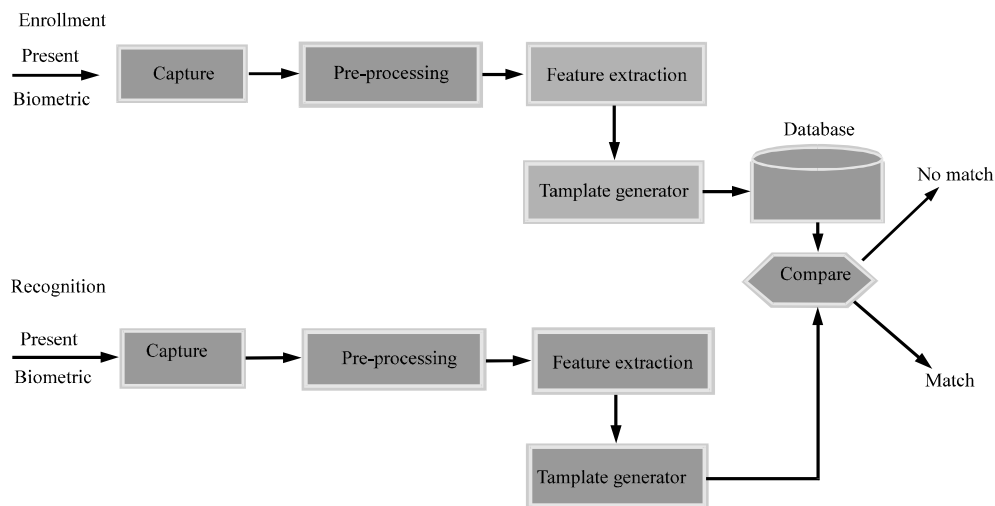 Enrollment
Present
Biometric
Capture
Pre-processing
Feature extraction
Tamplate generator
Database
No match
Compare
Match
Recognition
Present
Biometric
Capture
Pre-processing
Feature extraction
Tamplate generator